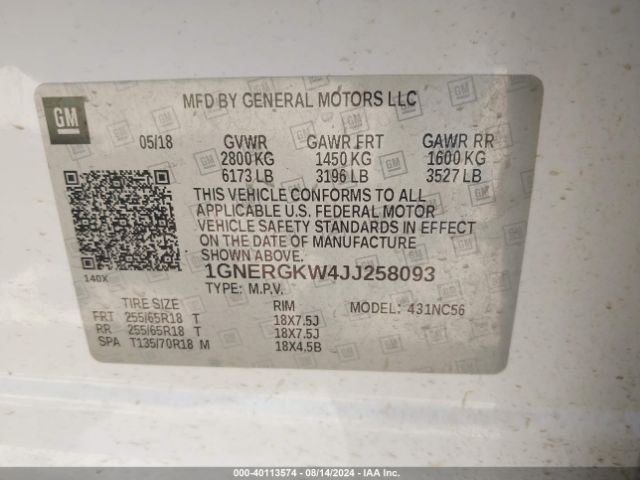 GM
MFD BY GENERAL MOTORS LLC
05/18 GVWR GAWR FRT GAWR RR
2800 KG 1450 KG 1600 KG
6173 LB 3196 LB 3527 LB
THIS VEHICLE CONFORMS TO ALL
APPLICABLE U.S. FEDERAL MOTOR
VEHICLE SAFETY STANDARDS IN EFFECT
ON THE DATE OF MANUFACTURE
SHOWN ABOVE.
140X
1GNERGKW4JJ258093
TYPE: M.P.V.
TIRE SIZE RIM MODEL: 431NC56
FRT 255/65R18 T 18X7.5J
RR 255/65R18 T 18X7.5J
SPA T135/70R18 M 18X4.5B
000-40113574 - 08/14/2024 - IAA Inc.